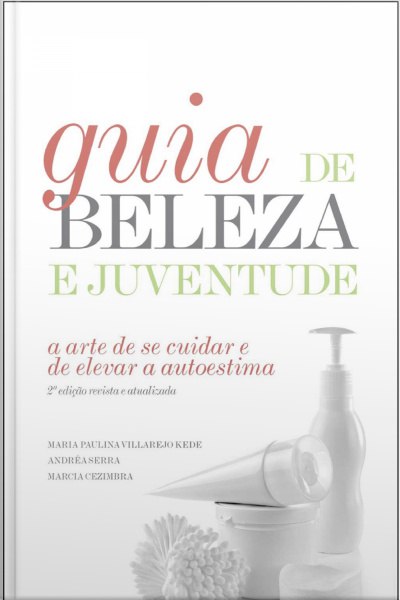 guia DE
BELEZA
E JUVENTUDE
a arte de se cuidar e
de elevar a autoestima
2ª edição revista e atualizada
MARIA PAULINA VILLAREJO KEDE
ANDRÉA SERRA
MARCIA CEZIMBRA